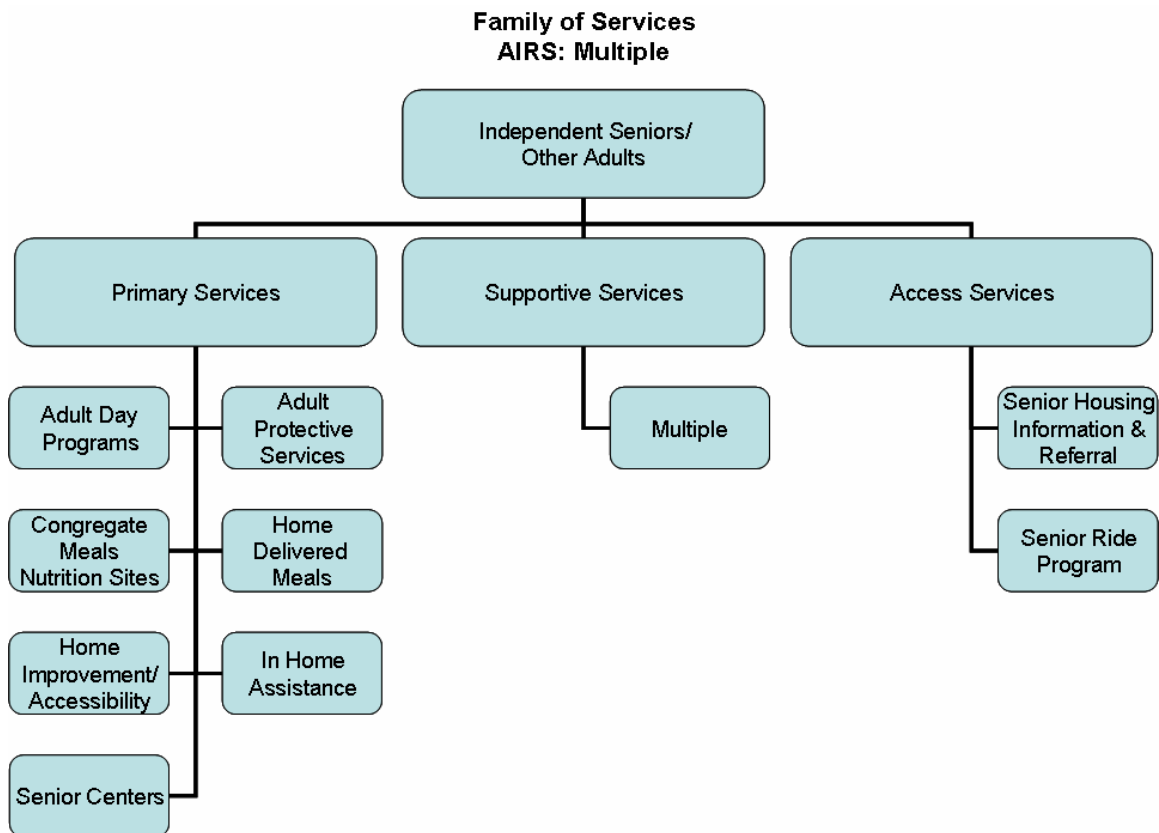 Family of Services
AIRS: Multiple
Independent Seniors/
Other Adults
Primary Services
Supportive Services
Access Services
Adult Day
Programs
Adult
Protective
Services
Multiple
Senior Housing
Information &
Referral
Congregate
Meals
Nutrition Sites
Home
Delivered
Meals
Senior Ride
Program
Home
Improvement/
Accessibility
In Home
Assistance
Senior Centers